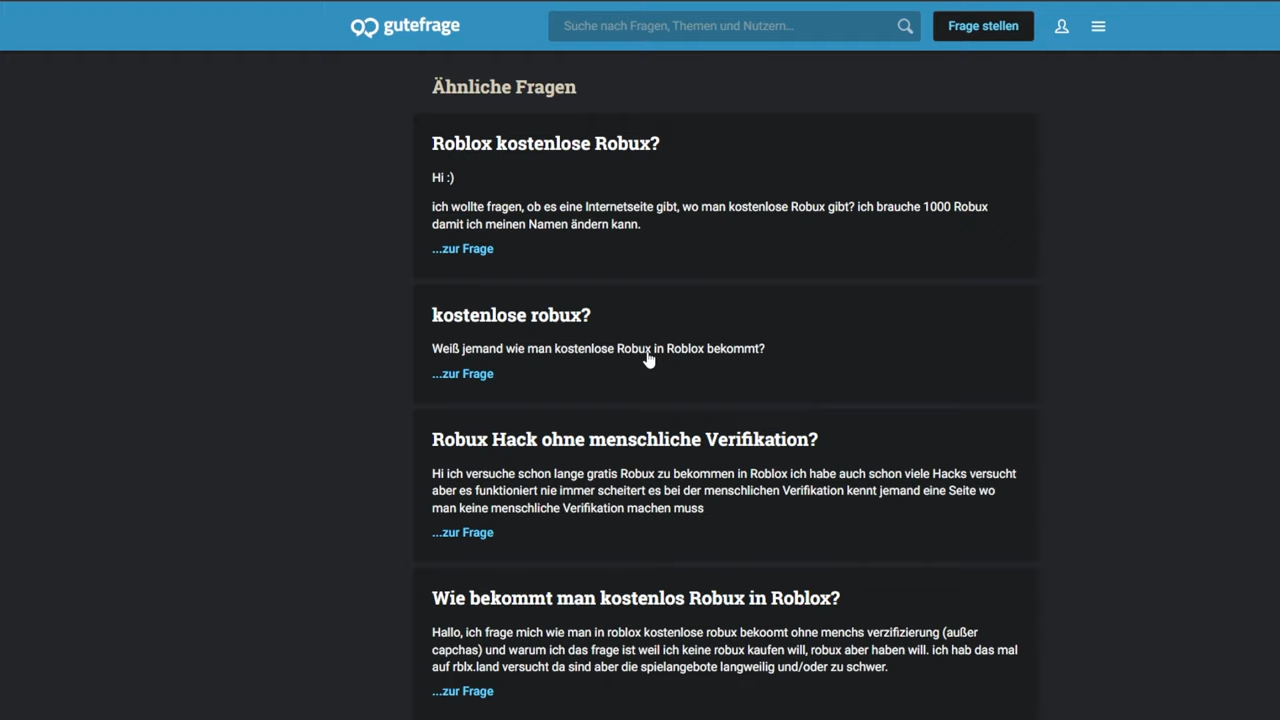 gutefrage
Suche nach Fragen, Themen und Nutzern...
Frage stellen
Ähnliche Fragen
Roblox kostenlose Robux?
Hi :)
ich wollte fragen, ob es eine Internetseite gibt, wo man kostenlose Robux gibt? ich brauche 1000 Robux
damit ich meinen Namen ändern kann.
...zur Frage
kostenlose robux?
Weiß jemand wie man kostenlose Robux in Roblox bekommt?
...zur Frage
Robux Hack ohne menschliche Verifikation?
Hi ich versuche schon lange gratis Robux zu bekommen in Roblox ich habe auch schon viele Hacks versucht
aber es funktioniert nie immer scheitert es bei der menschlichen Verifikation kennt jemand eine Seite wo
man keine menschliche Verifikation machen muss
...zur Frage
Wie bekommt man kostenlos Robux in Roblox?
Hallo, ich frage mich wie man in roblox kostenlose robux bekoomt ohne menchs verzifizierung (außer
capchas) und warum ich das frage ist weil ich keine robux kaufen will, robux aber haben will. ich hab das mal
auf rblx.land versucht da sind aber die spielangebote langweilig und/oder zu schwer.
...zur Frage